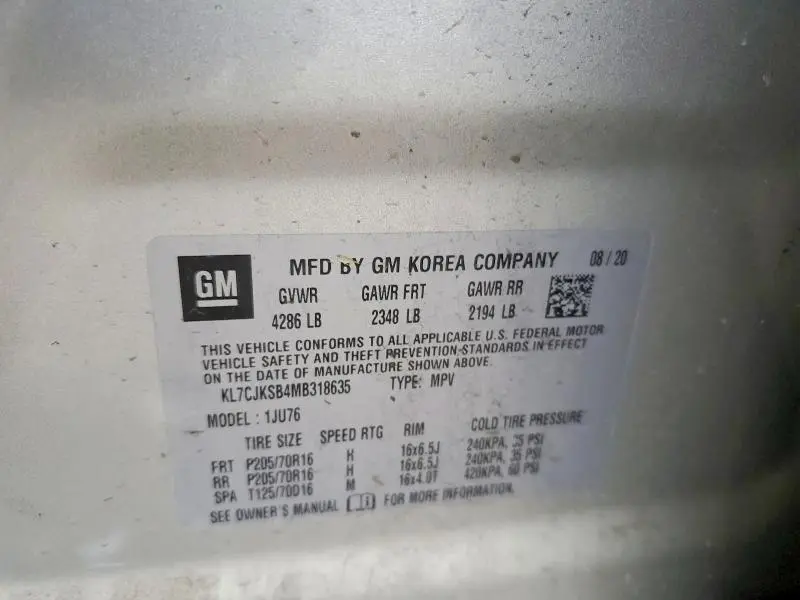 GM
MFD BY GM KOREA COMPANY 08/20
GVWR GAWR FRT GAWR RR
4286 LB 2348 LB 2194 LB
THIS VEHICLE CONFORMS TO ALL APPLICABLE U.S. FEDERAL MOTOR
VEHICLE SAFETY AND THEFT PREVENTION STANDARDS IN EFFECT
ON THE DATE OF MANUFACTURE SHOWN ABOVE.
KL7CJKSB4MB318635 TYPE: MPV
MODEL : 1JU76
TIRE SIZE SPEED RTG RIM COLD TIRE PRESSURE
FRT P205/70R16 H 16x6.5J 240KPA, 35 PSI
RR P205/70R16 H 16x6.5J 240KPA, 35 PSI
SPA T125/70D16 M 16x4.0T 420KPA, 60 PSI
SEE OWNER'S MANUAL FOR MORE INFORMATION.